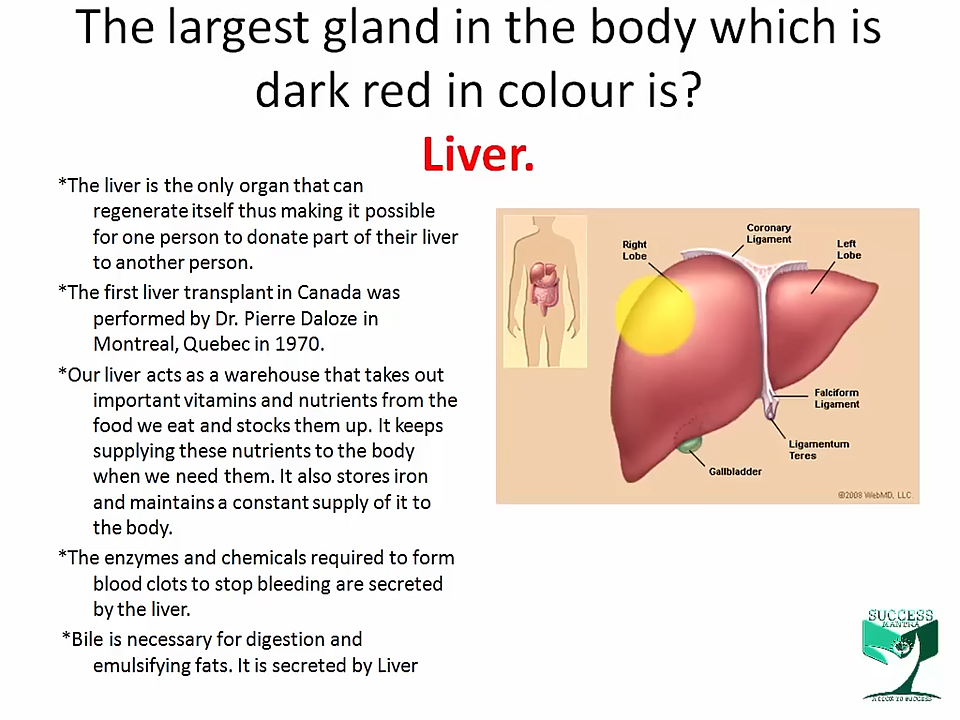 The largest gland in the body which is
dark red in colour is?
Liver.
*The liver is the only organ that can
regenerate itself thus making it possible
for one person to donate part of their liver
to another person.
*The first liver transplant in Canada was
performed by Dr. Pierre Daloze in
Montreal, Quebec in 1970.
*Our liver acts as a warehouse that takes out
important vitamins and nutrients from the
food we eat and stocks them up. It keeps
supplying these nutrients to the body
when we need them. It also stores iron
and maintains a constant supply of it to
the body.
*The enzymes and chemicals required to form
blood clots to stop bleeding are secreted
by the liver.
*Bile is necessary for digestion and
emulsifying fats. It is secreted by Liver
Coronary
Ligament
Right
Lobe
Left
Lobe
Falciform
Ligament
Ligamentum
Teres
Gallbladder
©2008 WebMD, LLC.
SUCCESS
MANTRA